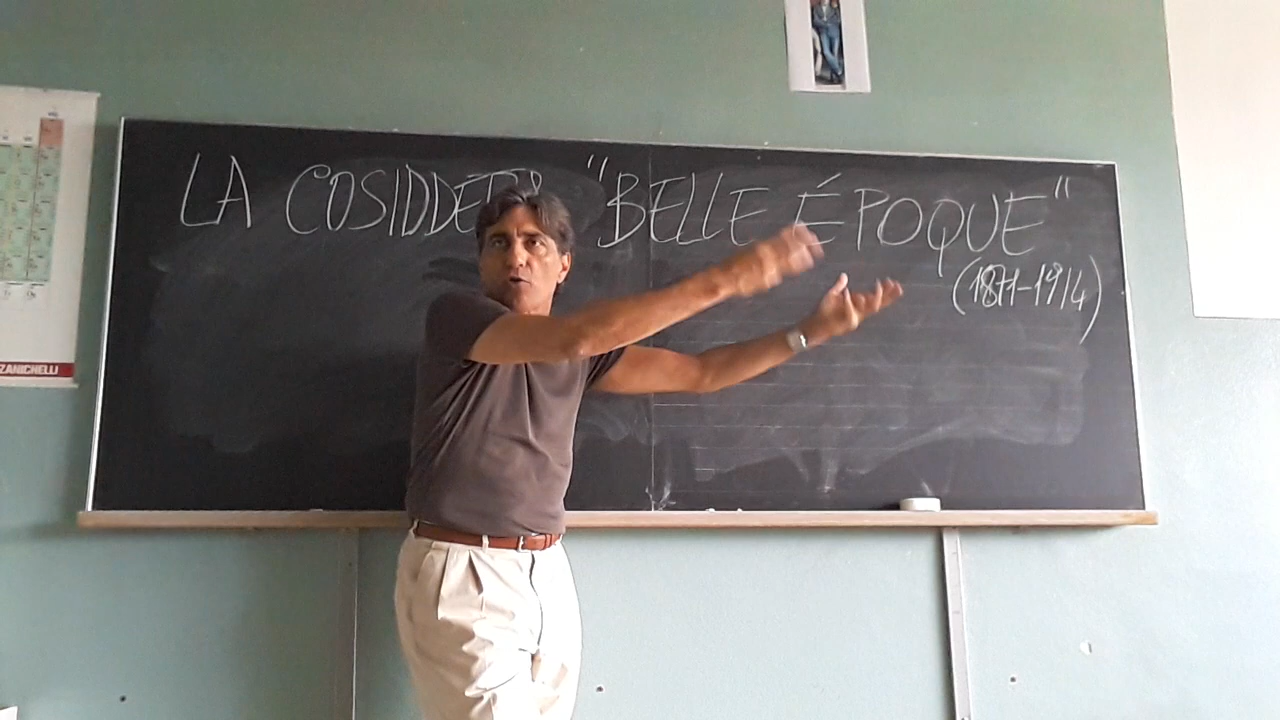 LA COSIDDETTA "BELLE ÉPOQUE"
(1871-1914)
ZANICHELLI